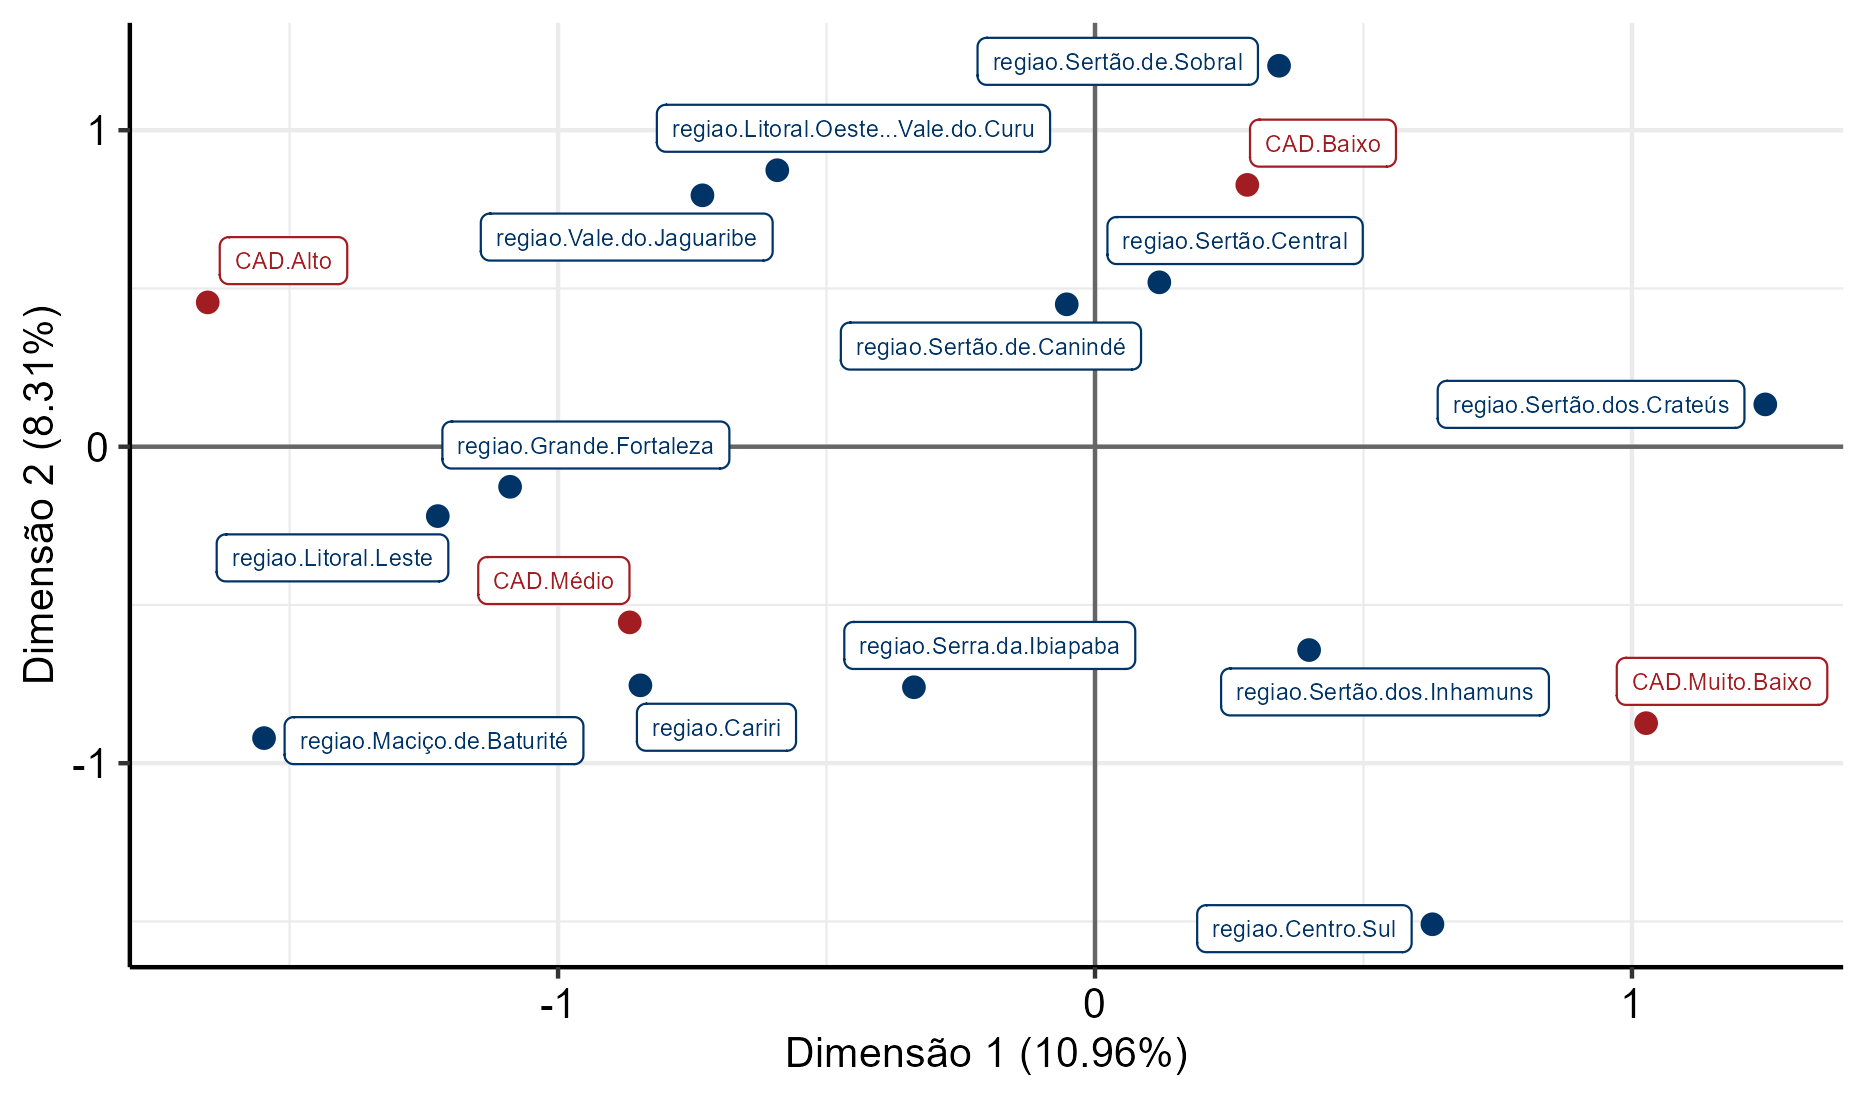 regiao.Sertão.de.Sobral
regiao.Litoral.Oeste...Vale.do.Curu
CAD.Baixo
regiao.Vale.do.Jaguaribe
regiao.Sertão.Central
CAD.Alto
regiao.Sertão.de.Canindé
regiao.Sertão.dos.Crateús
regiao.Grande.Fortaleza
regiao.Litoral.Leste
CAD.Médio
regiao.Serra.da.Ibiapaba
regiao.Sertão.dos.Inhamuns
CAD.Muito.Baixo
regiao.Cariri
regiao.Maciço.de.Baturité
regiao.Centro.Sul
1
0
-1
Dimensão 2 (8.31%)
-1
0
1
Dimensão 1 (10.96%)